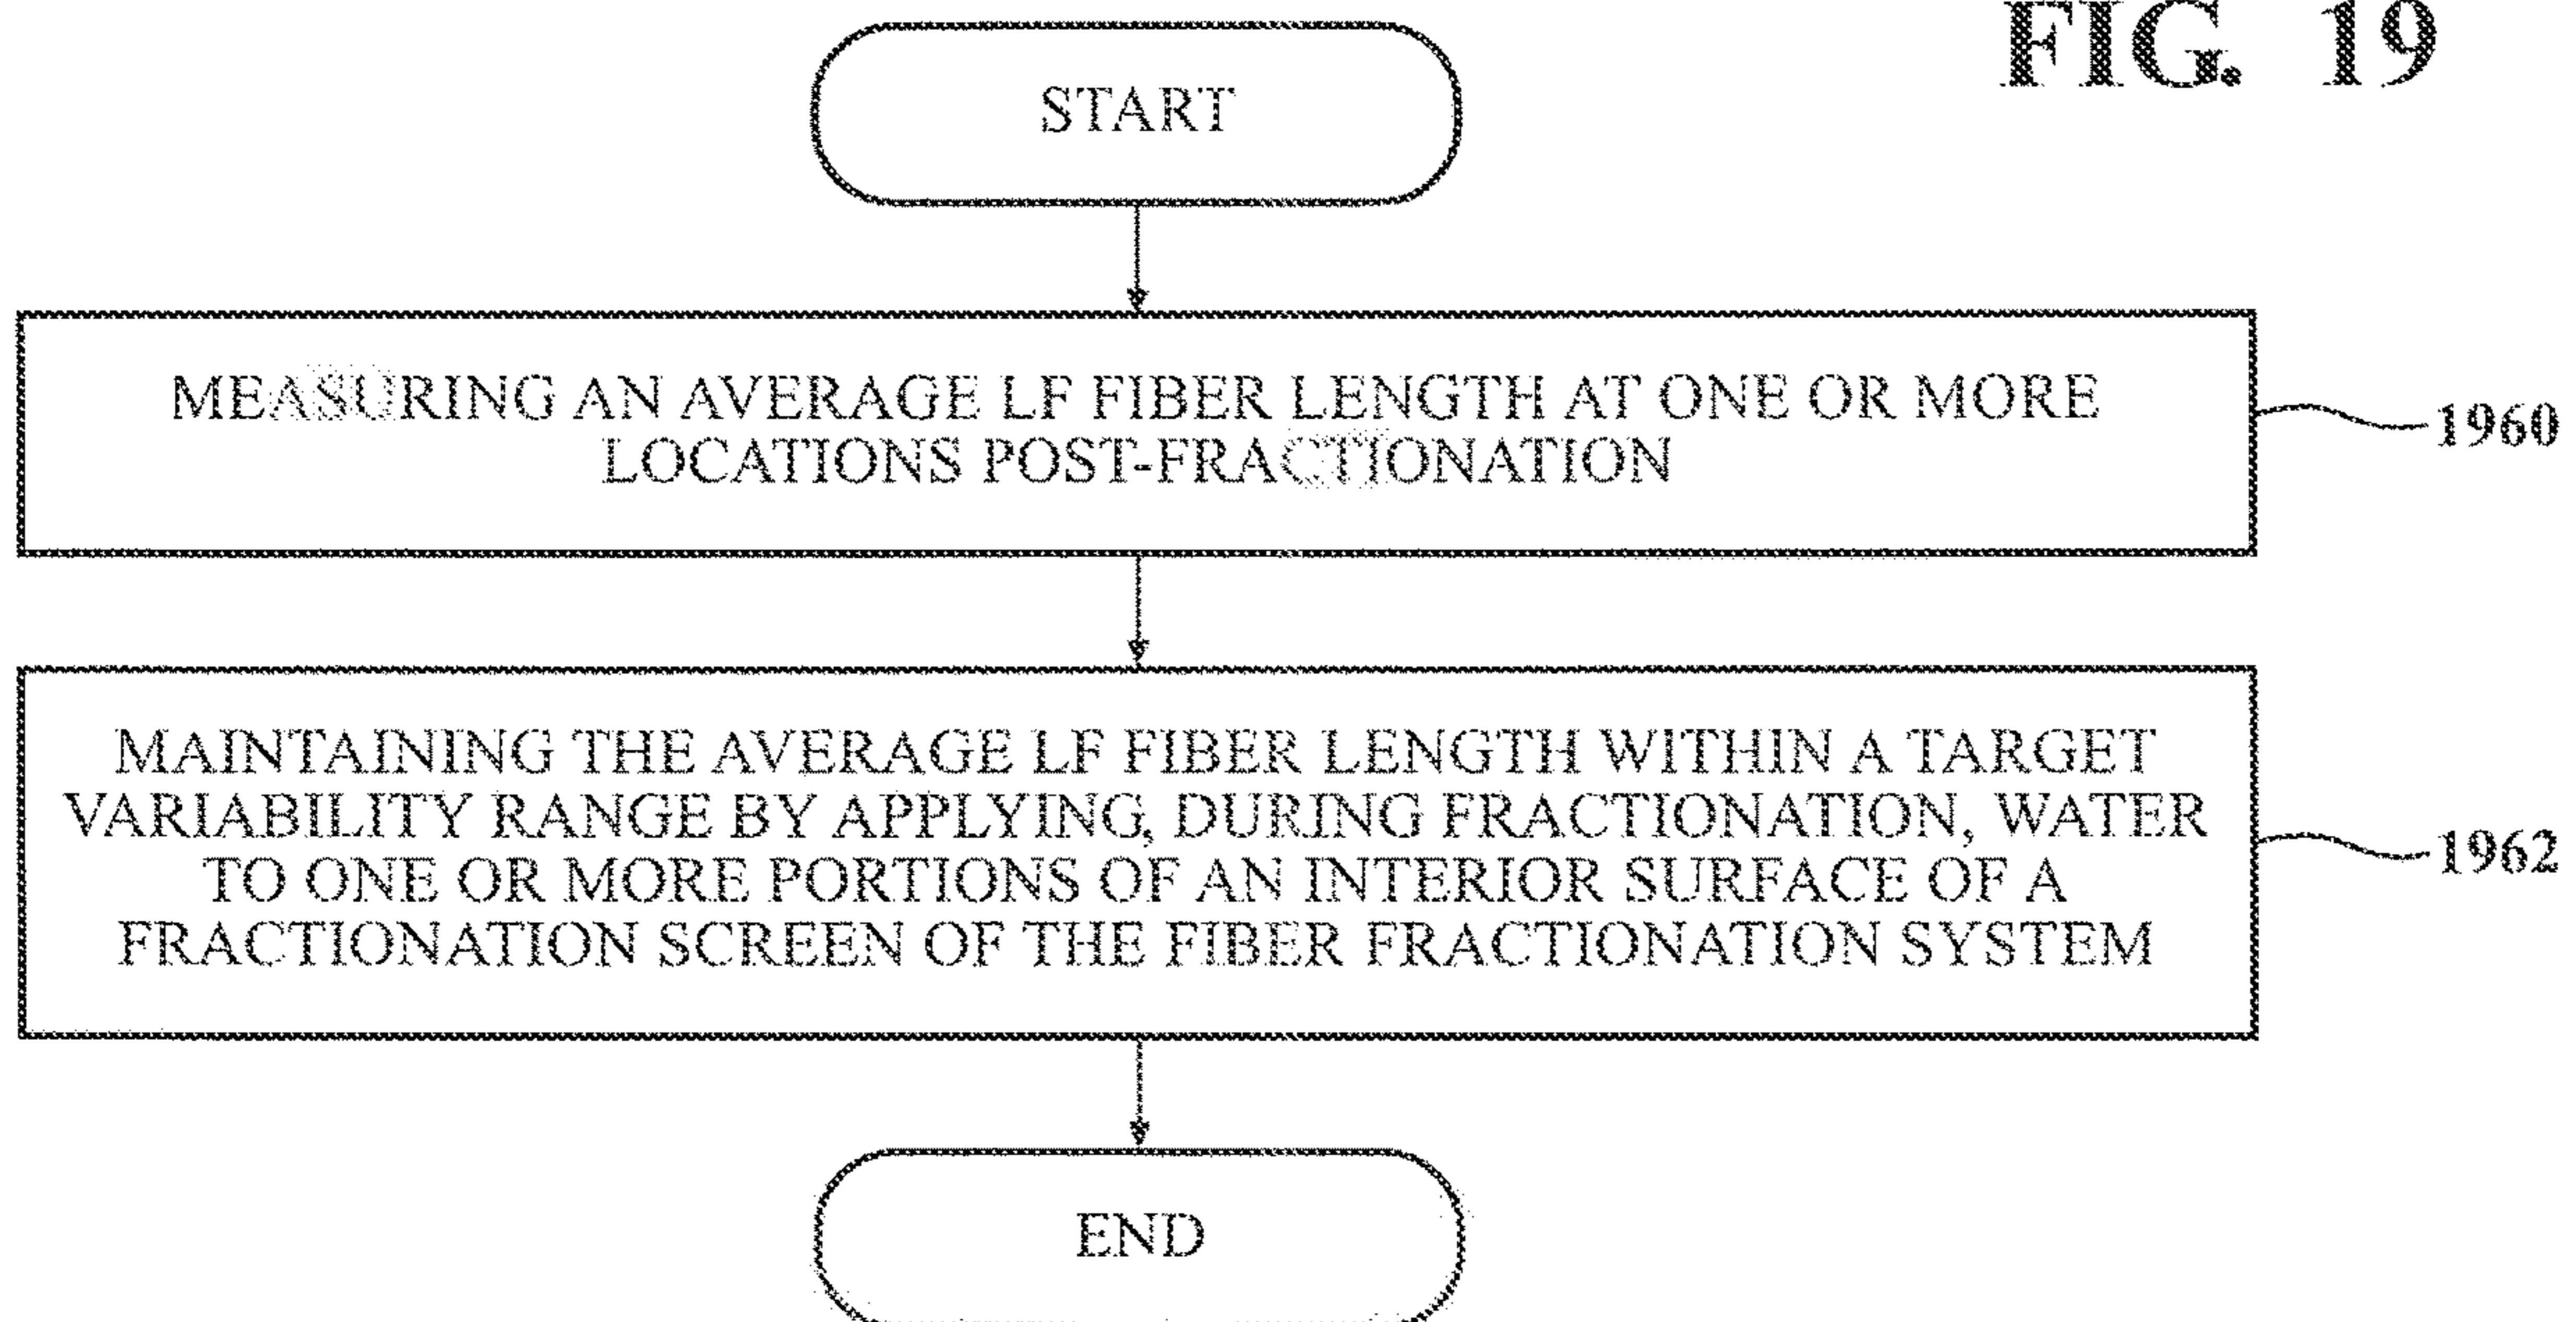 FIG. 19
START
MEASURING AN AVERAGE LF FIBER LENGTH AT ONE OR MORE
LOCATIONS POST-FRACTIONATION
1960
MAINTAINING THE AVERAGE LF FIBER LENGTH WITHIN A TARGET
VARIABILITY RANGE BY APPLYING, DURING FRACTIONATION, WATER
TO ONE OR MORE PORTIONS OF AN INTERIOR SURFACE OF A
FRACTIONATION SCREEN OF THE FIBER FRACTIONATION SYSTEM
1962
END